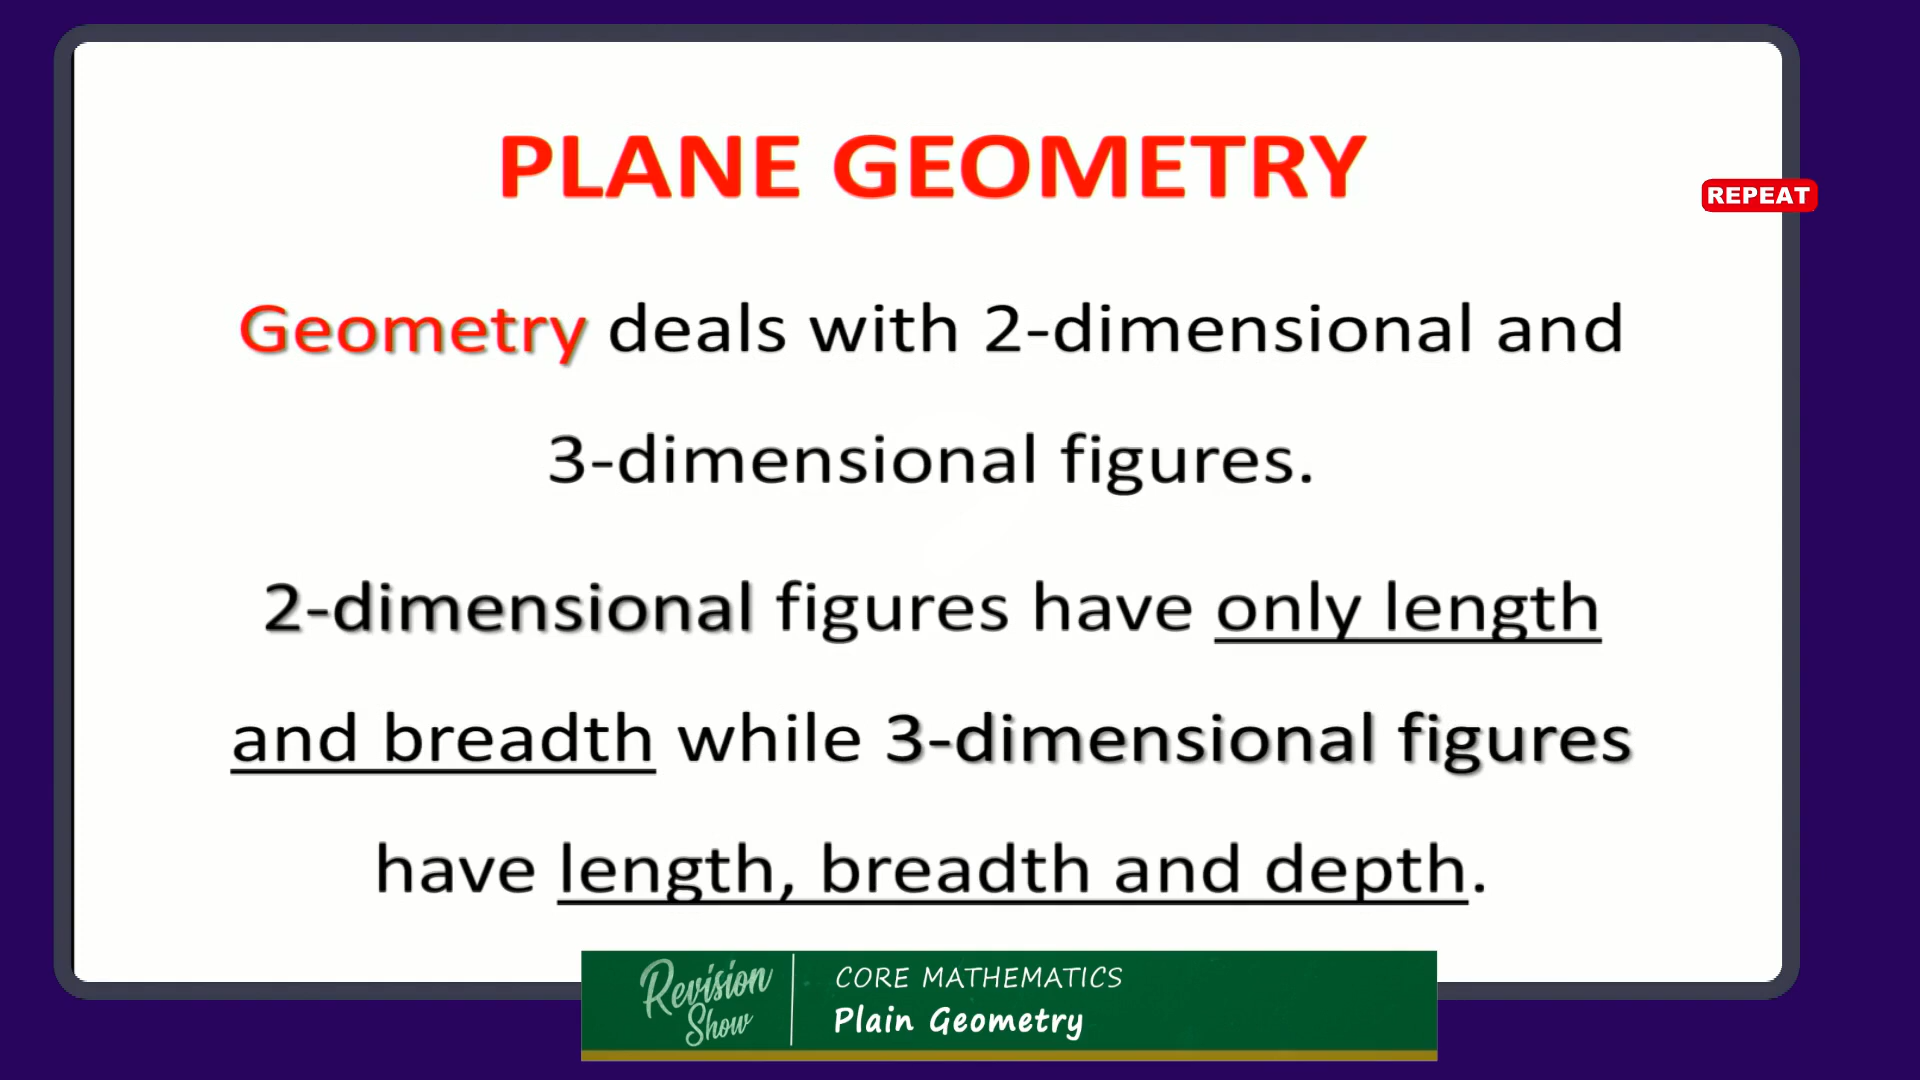 PLANE GEOMETRY
REPEAT
Geometry deals with 2-dimensional and
3-dimensional figures.
2-dimensional figures have only length
and breadth while 3-dimensional figures
have length, breadth and depth.
Revision
Show
CORE MATHEMATICS
Plain Geometry